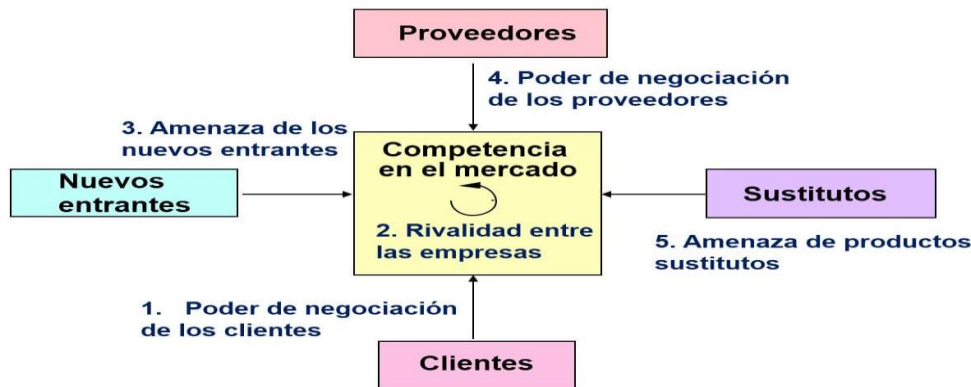 Proveedores
4. Poder de negociación
de los proveedores
3. Amenaza de los
nuevos entrantes
Competencia
en el mercado
Nuevos
entrantes
Sustitutos
2. Rivalidad entre
las empresas
5. Amenaza de productos
sustitutos
1. Poder de negociación
de los clientes
Clientes